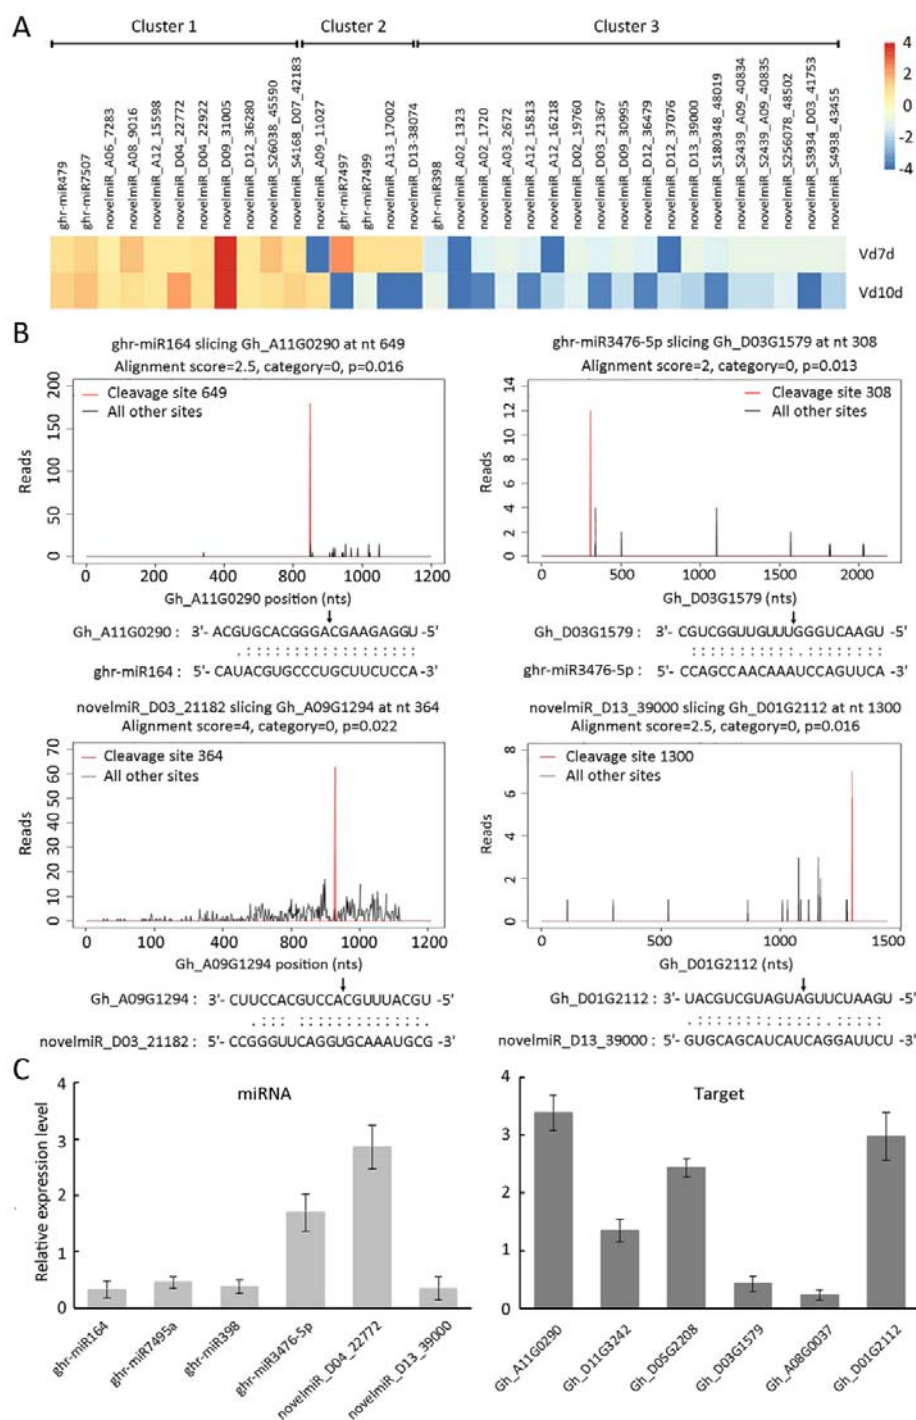 A
Cluster 1
Cluster 2
Cluster 3
ghr-miR479
ghr-miR7507
novelmiR_A06_7283
novelmiR_A08_9016
novelmiR_A12_15598
novelmiR_D04_22772
novelmiR_D04_22922
novelmiR_D09_31005
novelmiR_D12_36280
novelmiR_S26038_45590
novelmiR_S4168_D07_42183
novelmiR_A09_11027
ghr-miR7497
ghr-miR7499
novelmiR_A13_17002
novelmiR_D13-38074
ghr-miR398
novelmiR_A02_1323
novelmiR_A02_1720
novelmiR_A03_2672
novelmiR_A12_15813
novelmiR_A12_16218
novelmiR_D02_19760
novelmiR_D03_21367
novelmiR_D09_30995
novelmiR_D12_36479
novelmiR_D12_37076
novelmiR_D13_39000
novelmiR_S180348_48019
novelmiR_S2439_A09_40834
novelmiR_S2439_A09_40835
novelmiR_S256078_48502
novelmiR_S3934_D03_41753
novelmiR_S4938_43455
4
2
0
-2
-4
Vd7d
Vd10d
B
ghr-miR164 slicing Gh_A11G0290 at nt 649
Alignment score=2.5, category=0, p=0.016
Cleavage site 649
All other sites
Reads
200
150
100
50
0
0 200 400 600 800 1000 1200
Gh_A11G0290 position (nts)
Gh_A11G0290 : 3'- ACGUGCACGGGACGAAGAGGU -5'
ghr-miR164 : 5'- CAUACGUGCCCUGCUUCUCCA -3'
ghr-miR3476-5p slicing Gh_D03G1579 at nt 308
Alignment score=2, category=0, p=0.013
Cleavage site 308
All other sites
Reads
14
12
10
8
6
4
2
0
0 500 1000 1500 2000
Gh_D03G1579 (nts)
Gh_D03G1579 : 3'- CGUCGGUUGUUUGGGUCAAGU -5'
ghr-miR3476-5p : 5'- CCAGCCAACAAAUCCAGUUCA -3'
novelmiR_D03_21182 slicing Gh_A09G1294 at nt 364
Alignment score=4, category=0, p=0.022
Cleavage site 364
All other sites
Reads
70
60
50
40
30
20
10
0
0 100 400 600 800 1000 1200
Gh_A09G1294 position (nts)
Gh_A09G1294 : 3'- CUUCCACGUCCACGUUUACGU -5'
novelmiR_D03_21182 : 5'- CCGGGUUCAGGUGCAAAUGCG -3'
novelmiR_D13_39000 slicing Gh_D01G2112 at nt 1300
Alignment score=2.5, category=0, p=0.016
Cleavage site 1300
All other sites
Reads
8
6
4
2
0
0 500 1000 1500
Gh_D01G2112 (nts)
Gh_D01G2112 : 3'- UACGUCGUAGUAGUUCUAAGU -5'
novelmiR_D13_39000 : 5'- GUGCAGCAUCAUCAGGAUUCU -3'
C
miRNA
Relative expression level
4
3
2
1
0
ghr-miR164
ghr-miR7495a
ghr-miR398
ghr-miR3476-5p
novelmiR_D04_22772
novelmiR_D13_39000
Target
4
3
2
1
0
Gh_A11G0290
Gh_D11G3242
Gh_D05G2208
Gh_D03G1579
Gh_A08G0037
Gh_D01G2112